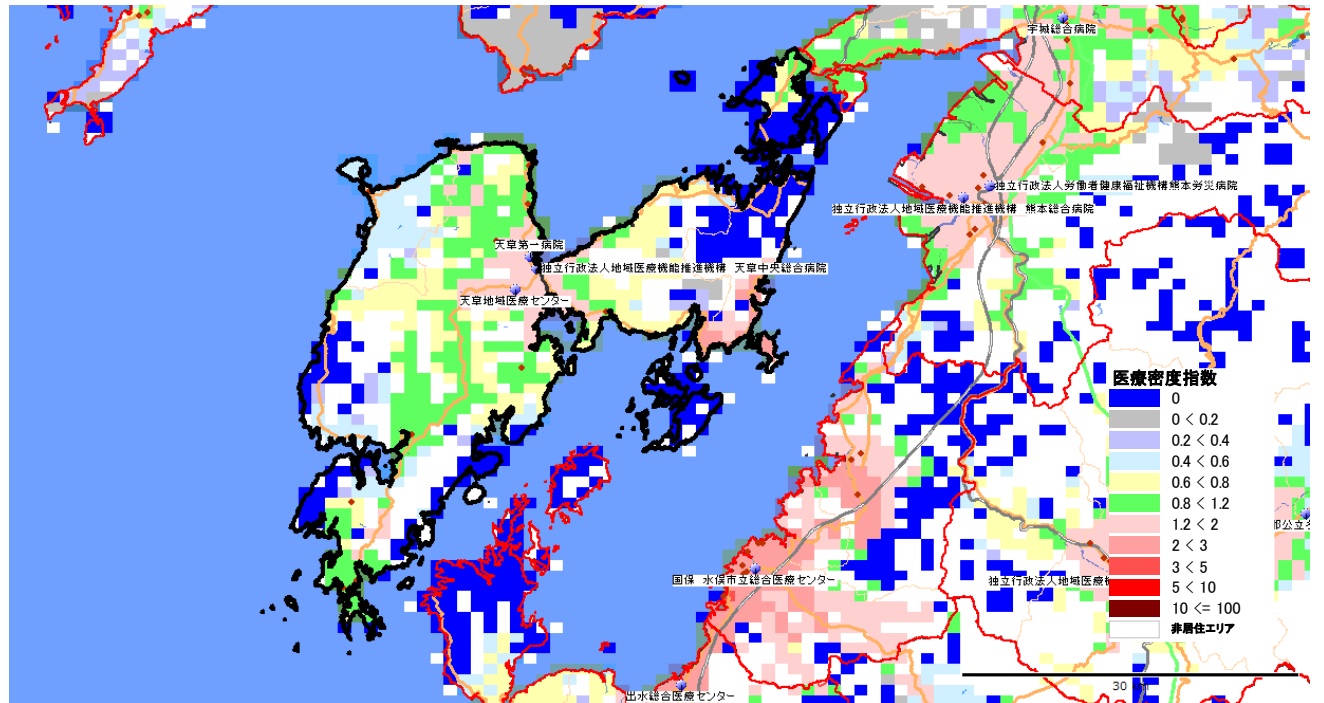 宇城総合病院
独立行政法人労働者健康福祉機構熊本労災病院
独立行政法人地域医療機能推進機構 熊本総合病院
天草第一病院
独立行政法人地域医療機能推進機構 天草中央総合病院
天草地域医療センター
医療密度指数
0
0 < 0.2
0.2 < 0.4
0.4 < 0.6
0.6 < 0.8
0.8 < 1.2
1.2 < 2
2 < 3
3 < 5
5 < 10
10 <= 100
非居住エリア
郡公立
国保 水俣市立総合医療センター
独立行政法人地域医療機
出水総合医療センター
30